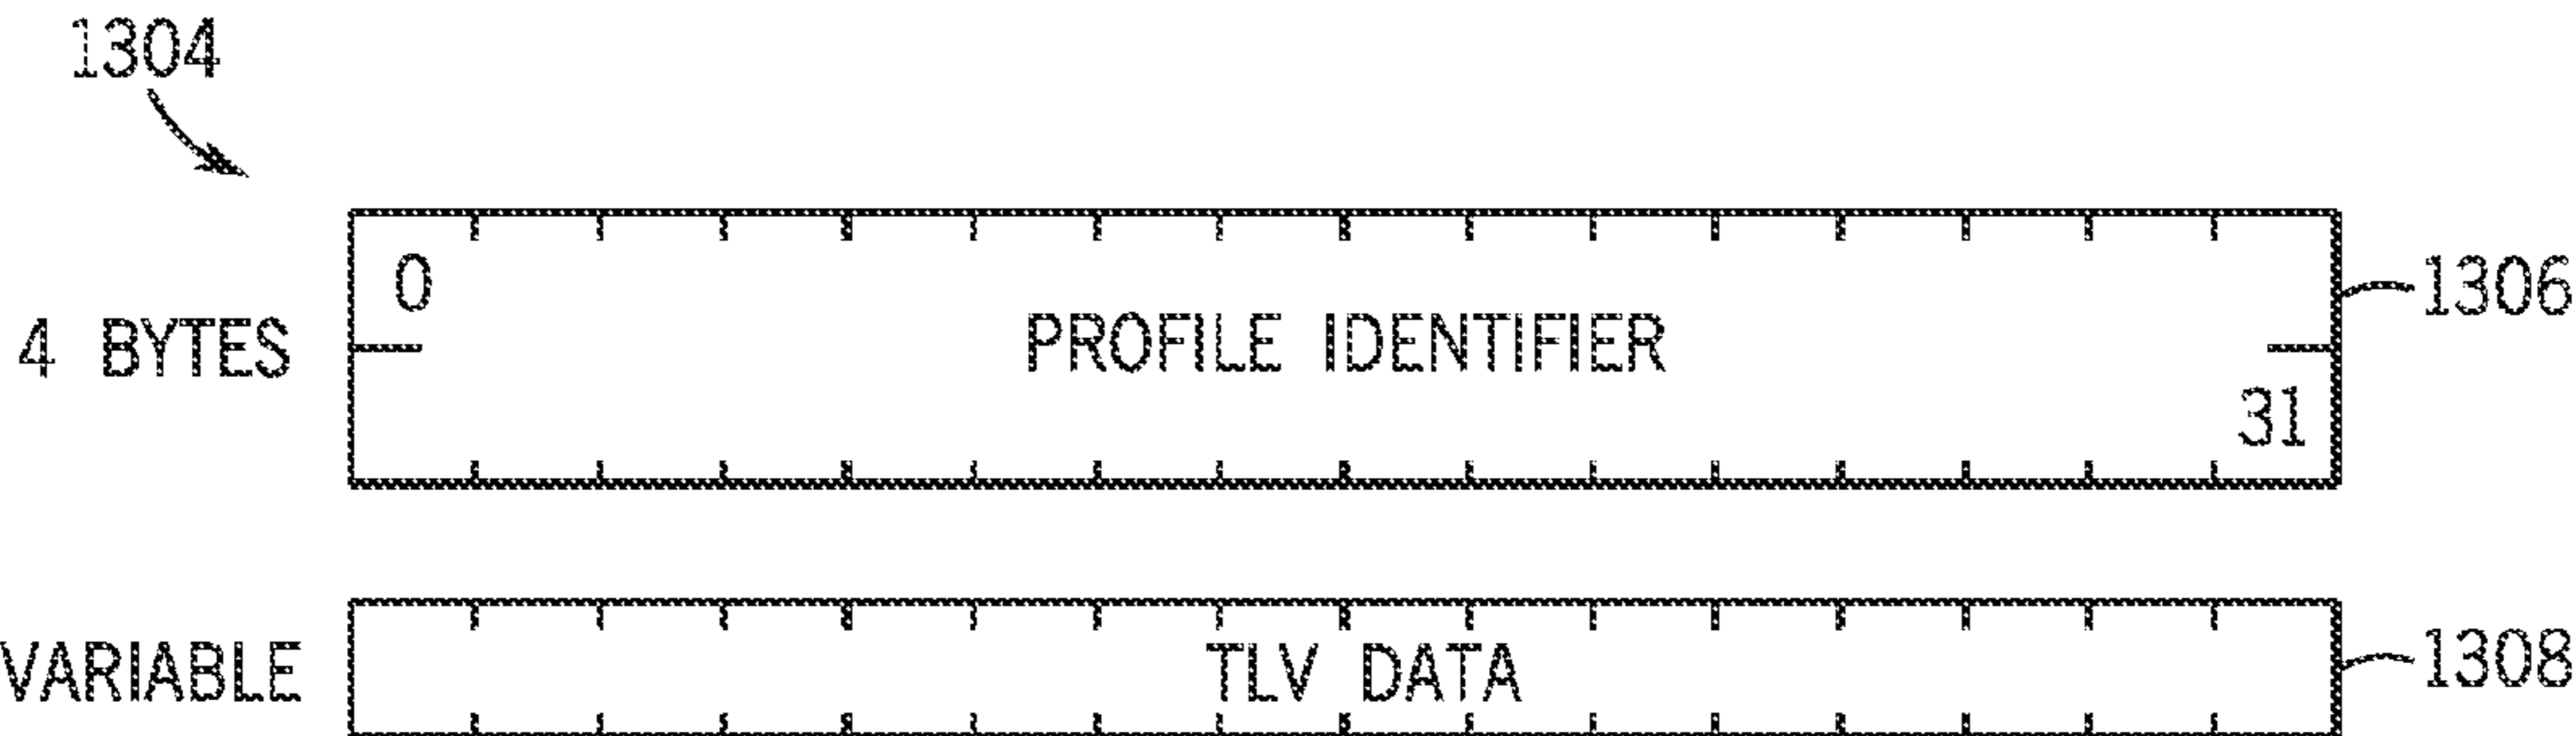 1304
0
4 BYTES PROFILE IDENTIFIER 1306
31
VARIABLE TLV DATA 1308